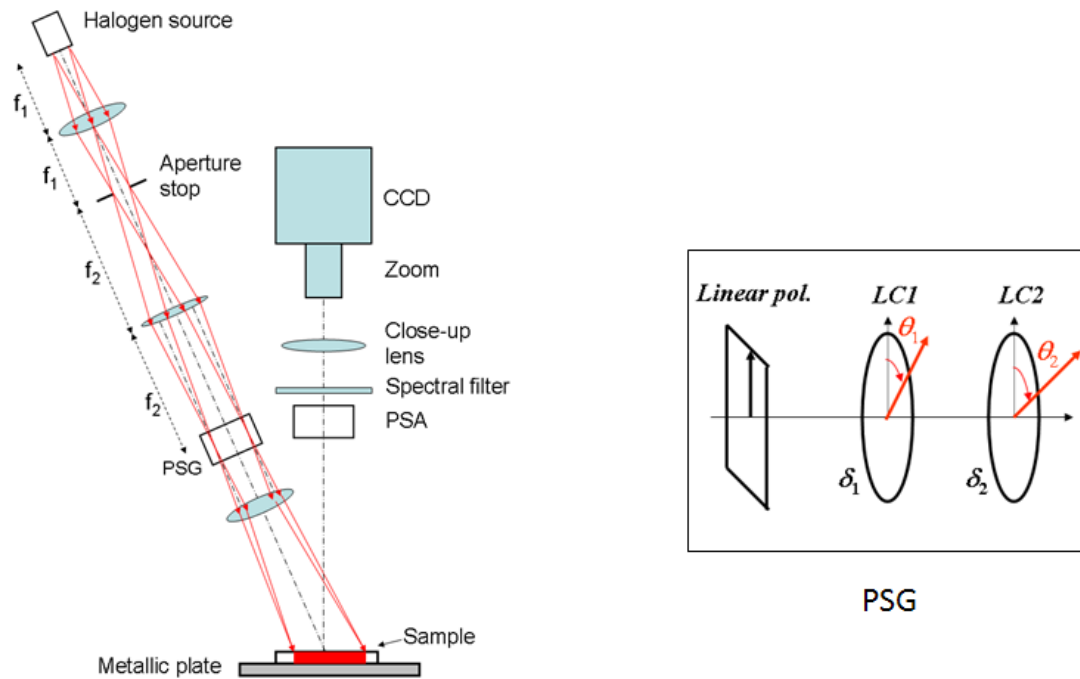 Halogen source
f1
f1
Aperture
stop
CCD
f2
Zoom
Close-up
lens
Spectral filter
f2
PSA
PSG
Sample
Metallic plate
Linear pol.
LC1
LC2
θ1
θ2
δ1
δ2
PSG